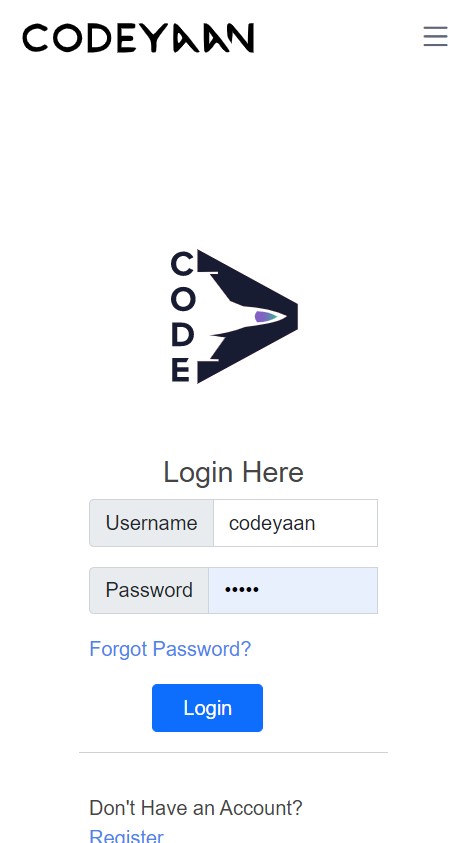 CODEYAAN
C
O
D
E
Login Here
Username codeyaan
Password •••••
Forgot Password?
Login
Don't Have an Account?
Register